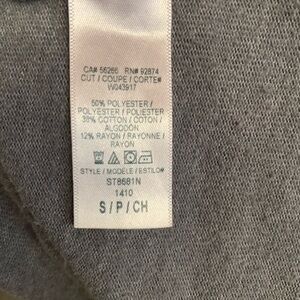 CA# 56266 RN# 92874
CUT / COUPE / CORTE#
W043917
50% POLYESTER /
POLYESTER / POLIESTER
38% COTTON / COTON /
ALGODON
12% RAYON / RAYONNE /
RAYON
STYLE / MODELE / ESTILO#
ST8681N
1410
S / P / CH